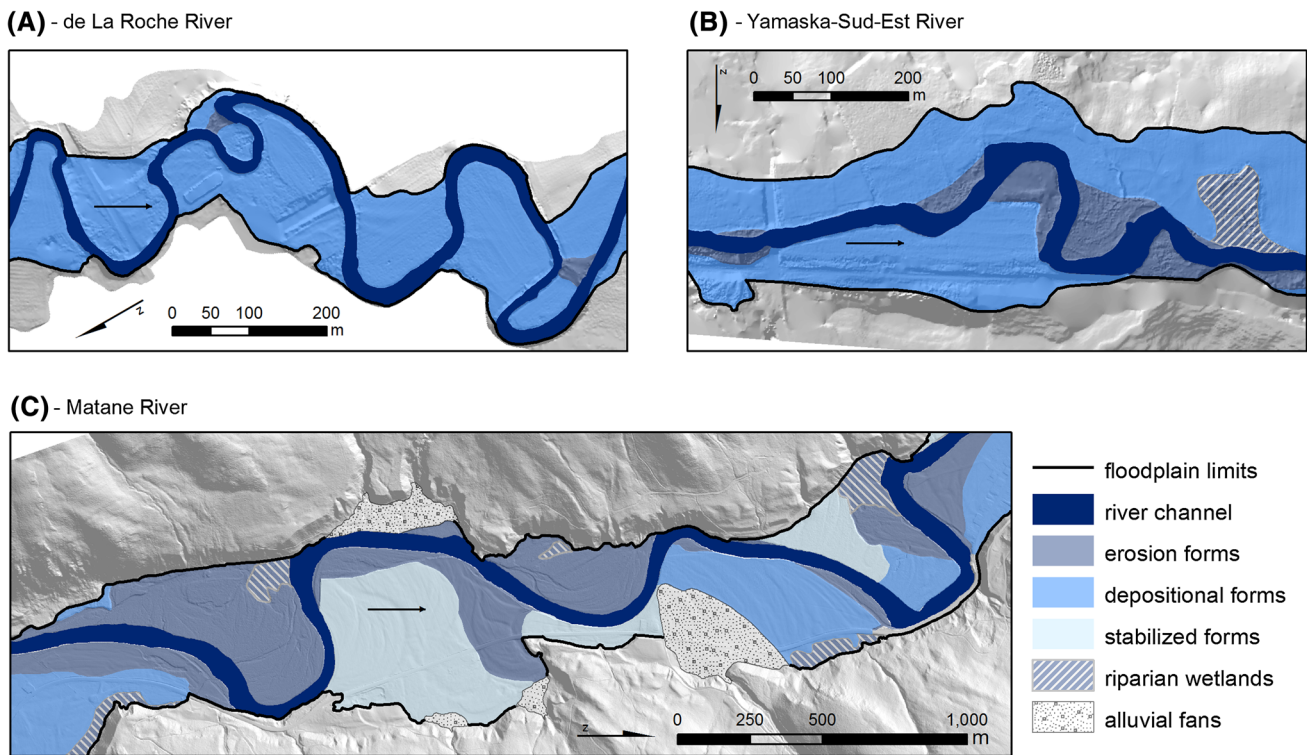 (A) - de La Roche River
(B) - Yamaska-Sud-Est River
z
0 50 100 200
m
z
0 50 100 200
m
(C) - Matane River
floodplain limits
river channel
erosion forms
depositional forms
stabilized forms
riparian wetlands
alluvial fans
z
0 250 500 1,000
m